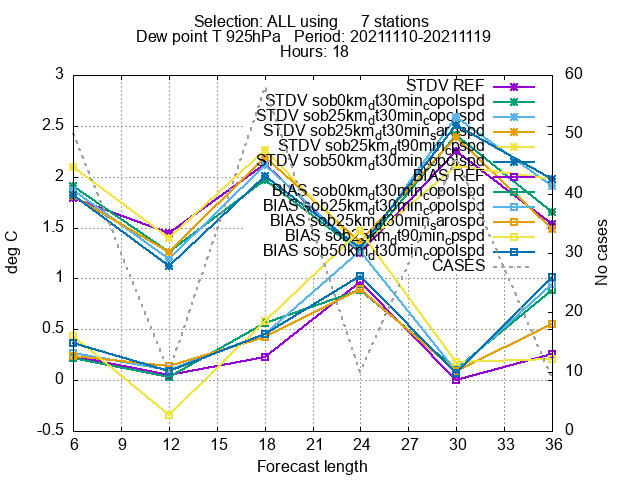 Selection: ALL using 7 stations
Dew point T 925hPa Period: 20211110-20211119
Hours: 18
STDV REF
STDV sob0km_dt30min_copolspd
STDV sob25km_dt30min_copolspd
STDV sob25km_dt30min_sarospd
STDV sob25km_dt90min_cpspd
STDV sob50km_dt30min_copolspd
BIAS REF
BIAS sob0km_dt30min_copolspd
BIAS sob25km_dt30min_copolspd
BIAS sob25km_dt30min_sarospd
BIAS sob25km_dt90min_cpspd
BIAS sob50km_dt30min_copolspd
CASES
3
2.5
2
1.5
1
0.5
0
-0.5
deg C
60
50
40
30
20
10
0
No cases
6 9 12 15 18 21 24 27 30 33 36
Forecast length